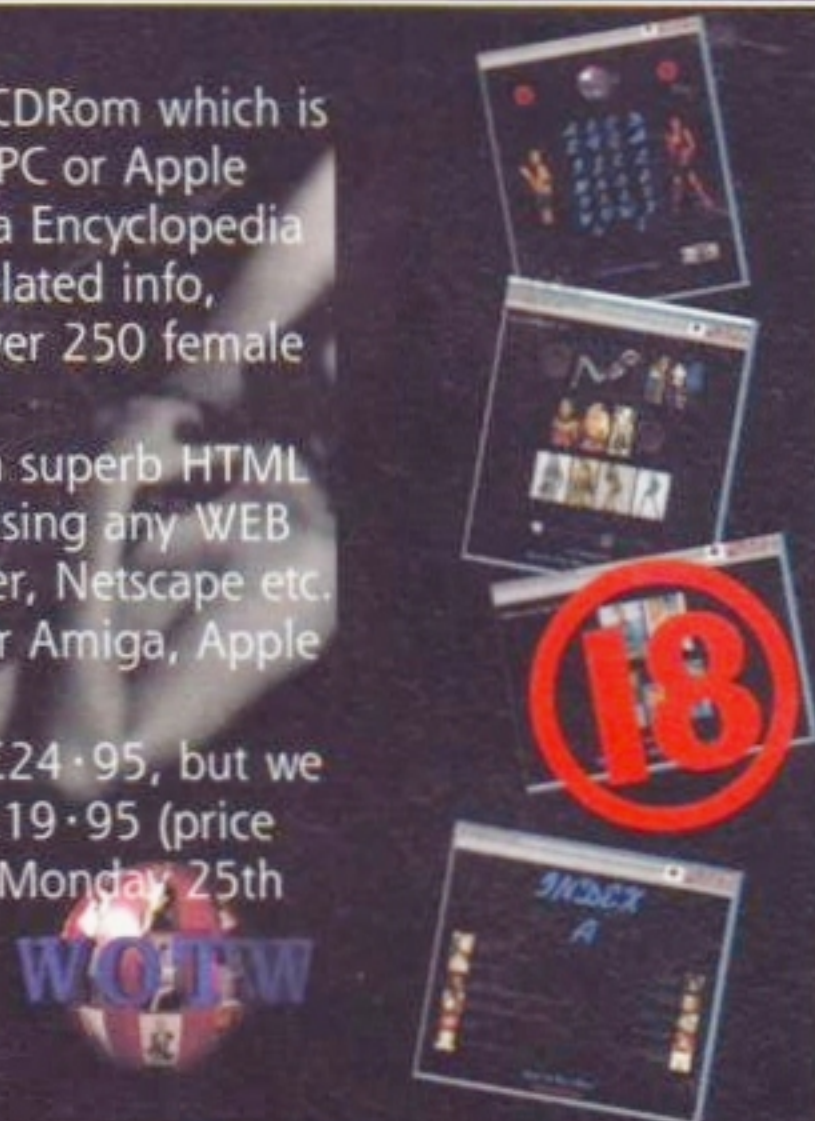 CDRom which is
PC or Apple
a Encyclopedia
lated info,
ver 250 female
superb HTML
sing any WEB
er, Netscape etc.
r Amiga, Apple
£24·95, but we
19·95 (price
Monday 25th
WOTW
18
INDEX
A